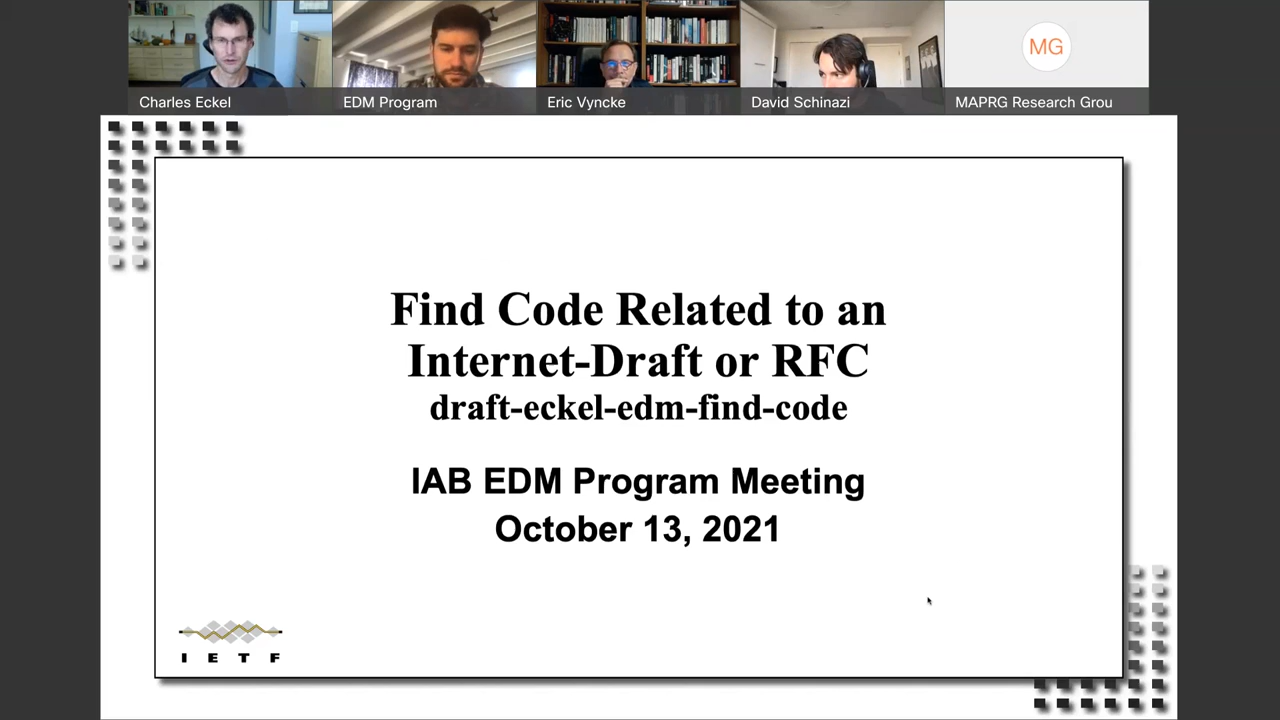 Charles Eckel
EDM Program
Eric Vyncke
David Schinazi
MG
MAPRG Research Grou
Find Code Related to an
Internet-Draft or RFC
draft-eckel-edm-find-code
IAB EDM Program Meeting
October 13, 2021
I E T F